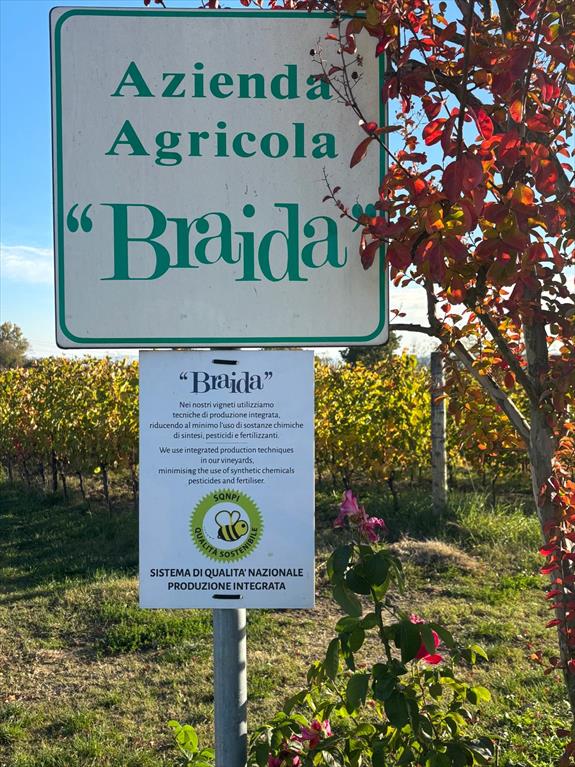 Azienda
Agricola
“Braida”
“Braida”
Nei nostri vigneti utilizziamo
tecniche di produzione integrata,
riducendo al minimo l'uso di sostanze chimiche
di sintesi, pesticidi e fertilizzanti.
We use integrated production techniques
in our vineyards,
minimising the use of synthetic chemicals
pesticides and fertiliser.
SQNPI
QUALITÀ SOSTENIBILE
SISTEMA DI QUALITA' NAZIONALE
PRODUZIONE INTEGRATA